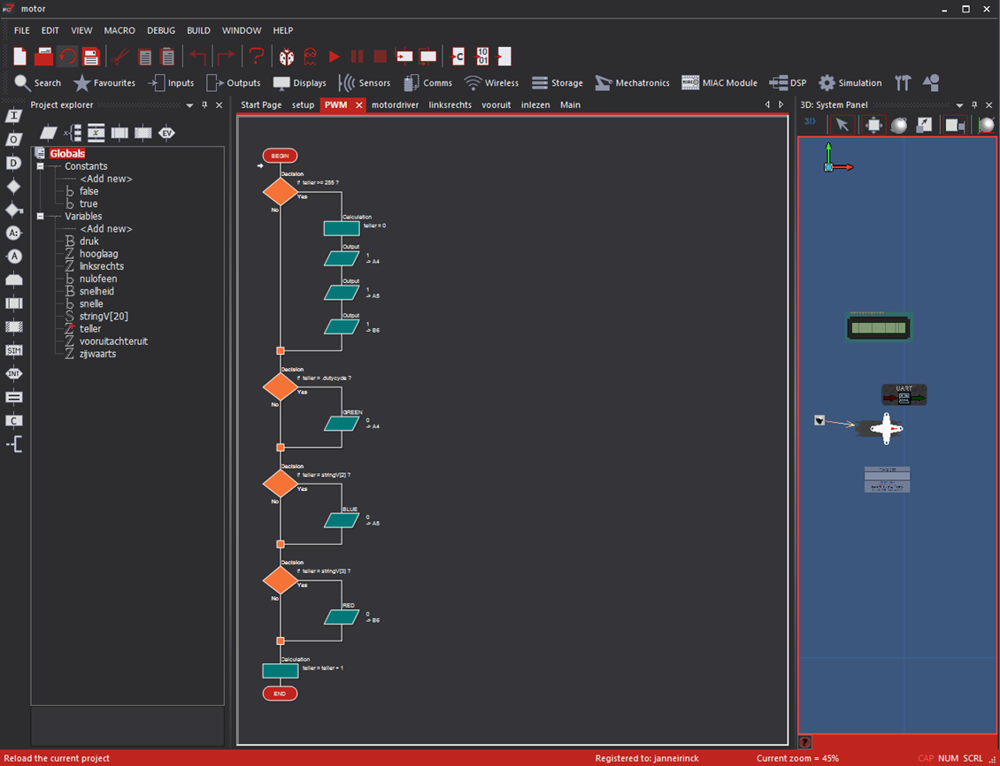 motor
FILE EDIT VIEW MACRO DEBUG BUILD WINDOW HELP
Search Favourites Inputs Outputs Displays Sensors Comms Wireless Storage Mechatronics MIAC Module DSP Simulation
Project explorer
Start Page setup PWM motordriver linksrechts vooruit inlezen Main
3D: System Panel
3D
Globals
Constants
<Add new>
false
true
Variables
<Add new>
druk
hooglaag
linksrechts
nulofeen
snelheid
snelle
stringV[20]
teller
vooruitachteruit
zijwaarts
BEGIN
Decision
If teller >= 255 ?
Yes
No
Calculation
teller = 0
Output
1
-> A4
Output
1
-> A5
Output
1
-> B6
Decision
If teller = .dutycycle ?
Yes
No
GREEN
0
-> A4
Decision
If teller = stringV[2] ?
Yes
No
BLUE
0
-> A5
Decision
If teller = stringV[3] ?
Yes
No
RED
0
-> B6
Calculation
teller = teller + 1
END
UART
I
O
D
A:
A
SIM
INT
C
EV
Reload the current project
Registered to: janneirinck
Current zoom = 45%
CAP NUM SCRL